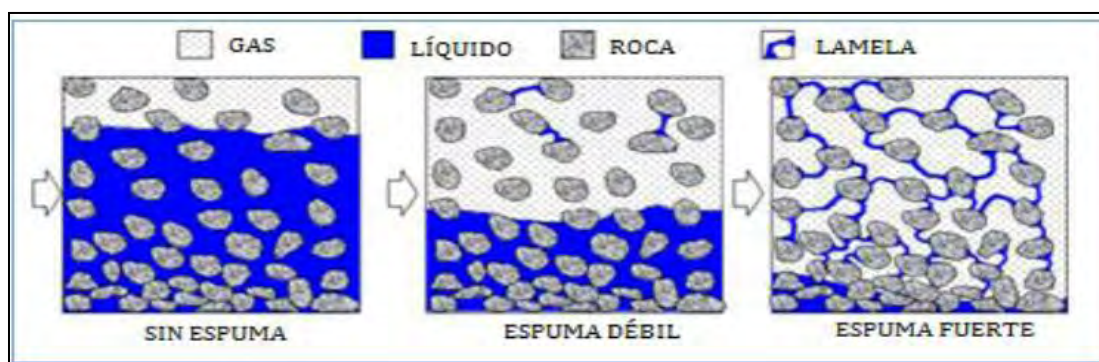 GAS LÍQUIDO ROCA LAMELA
SIN ESPUMA ESPUMA DÉBIL ESPUMA FUERTE